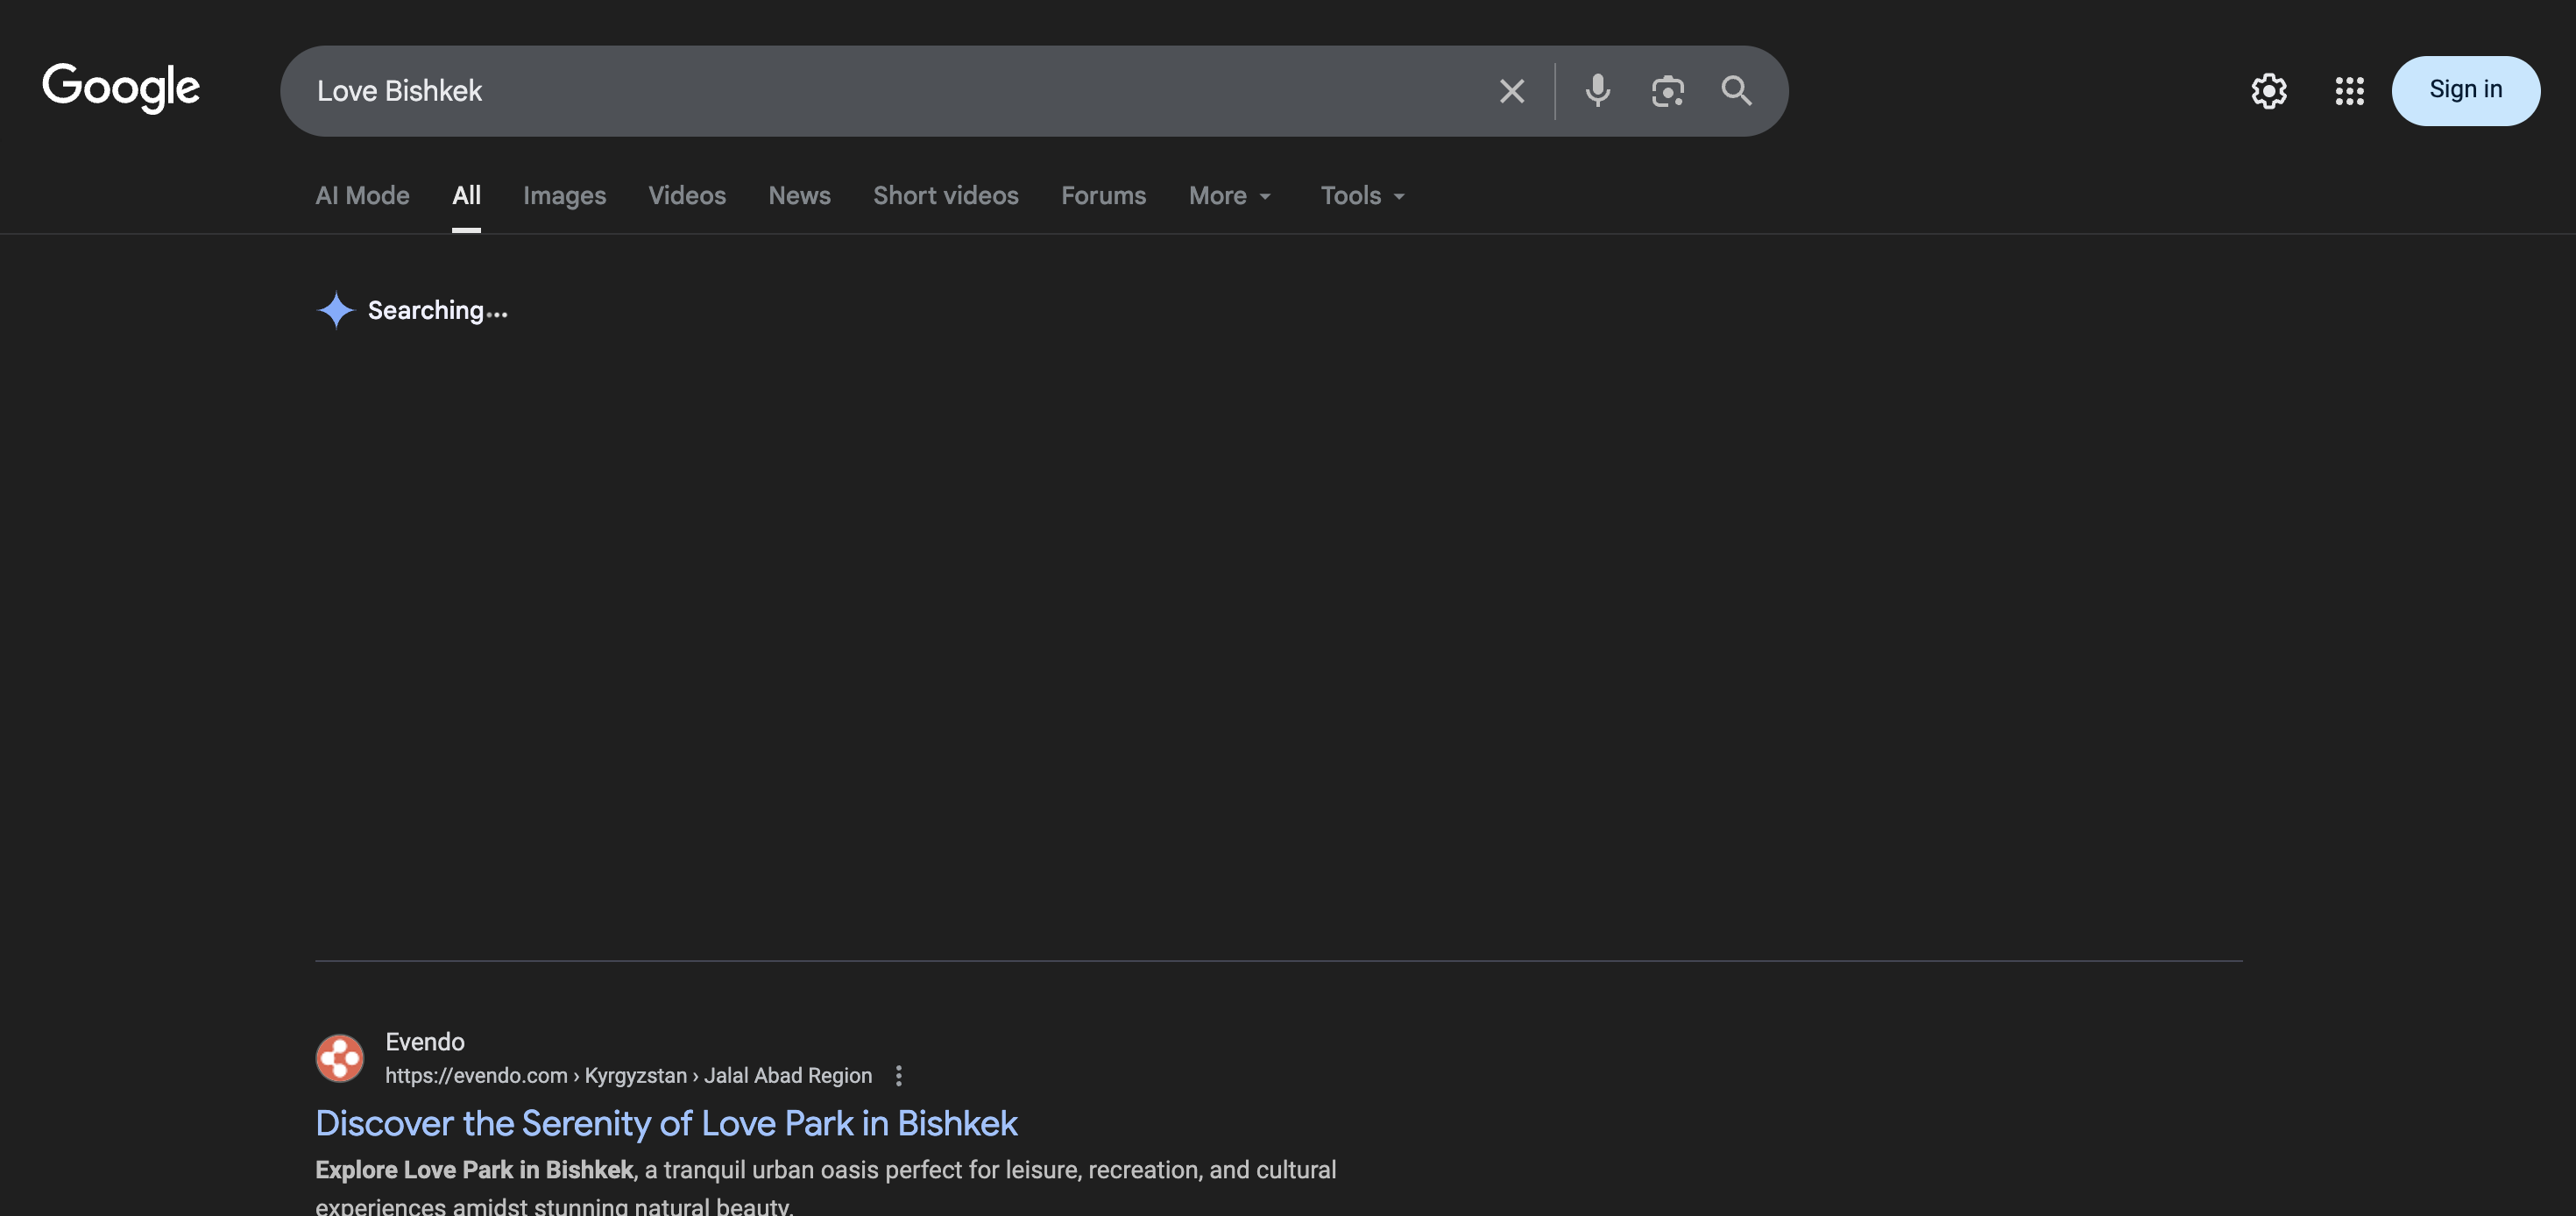 Google
Love Bishkek
Sign in
AI Mode All Images Videos News Short videos Forums More Tools
Searching...
Evendo
https://evendo.com › Kyrgyzstan › Jalal Abad Region
Discover the Serenity of Love Park in Bishkek
Explore Love Park in Bishkek, a tranquil urban oasis perfect for leisure, recreation, and cultural
experiences amidst stunning natural beauty.